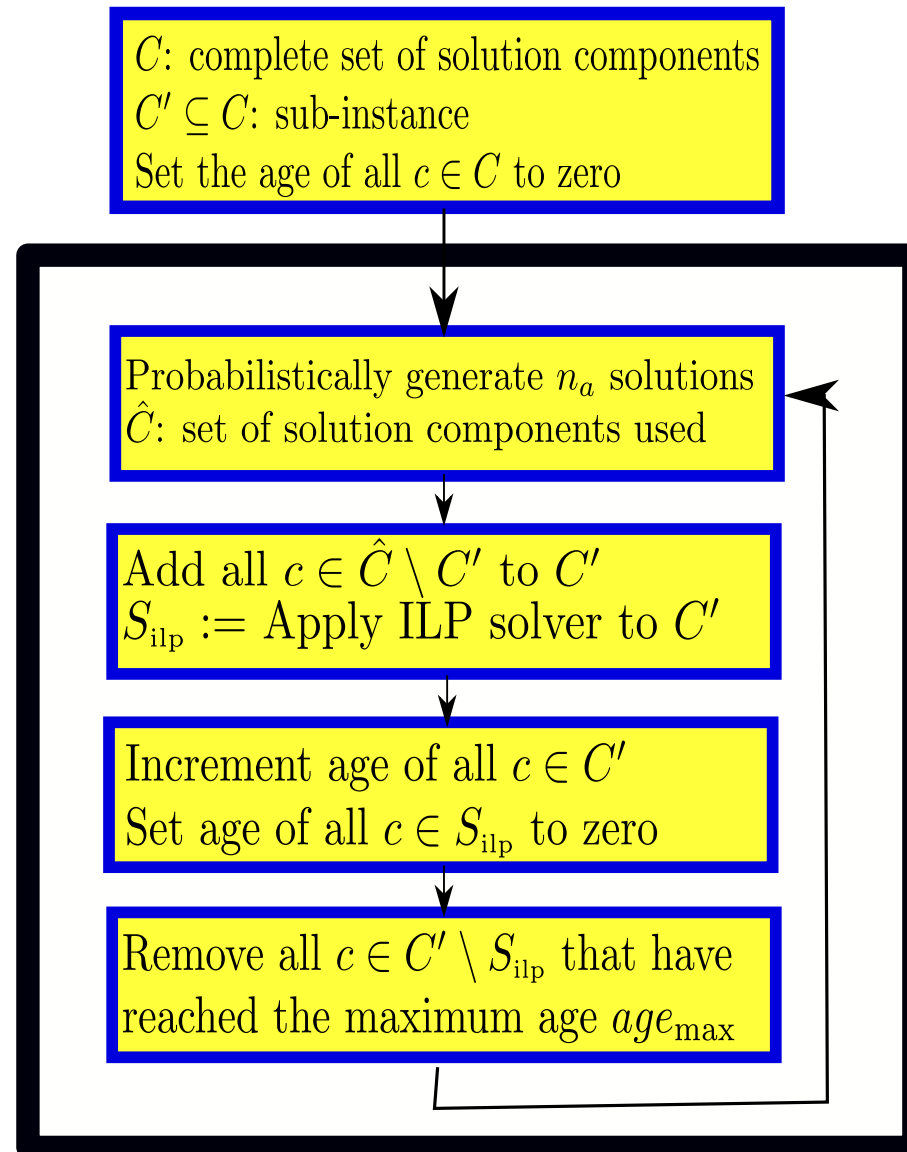 C: complete set of solution components
C′ ⊆ C: sub-instance
Set the age of all c ∈ C to zero
Probabilistically generate nₐ solutions
Ĉ: set of solution components used
Add all c ∈ Ĉ \ C′ to C′
S_ilp := Apply ILP solver to C′
Increment age of all c ∈ C′
Set age of all c ∈ S_ilp to zero
Remove all c ∈ C′ \ S_ilp that have
reached the maximum age age_max